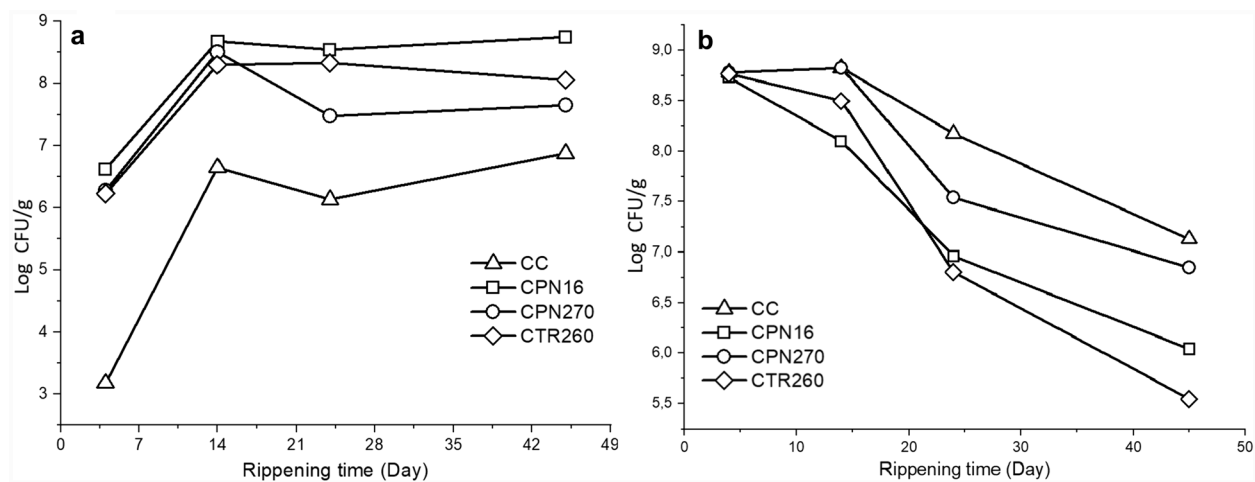 a
9
8
7
6
5
4
3
Log CFU/g
CC
CPN16
CPN270
CTR260
0 7 14 21 28 35 42 49
Rippening time (Day)
b
9,0
8,5
8,0
7,5
7,0
6,5
6,0
5,5
Log CFU/g
CC
CPN16
CPN270
CTR260
0 10 20 30 40 50
Rippening time (Day)